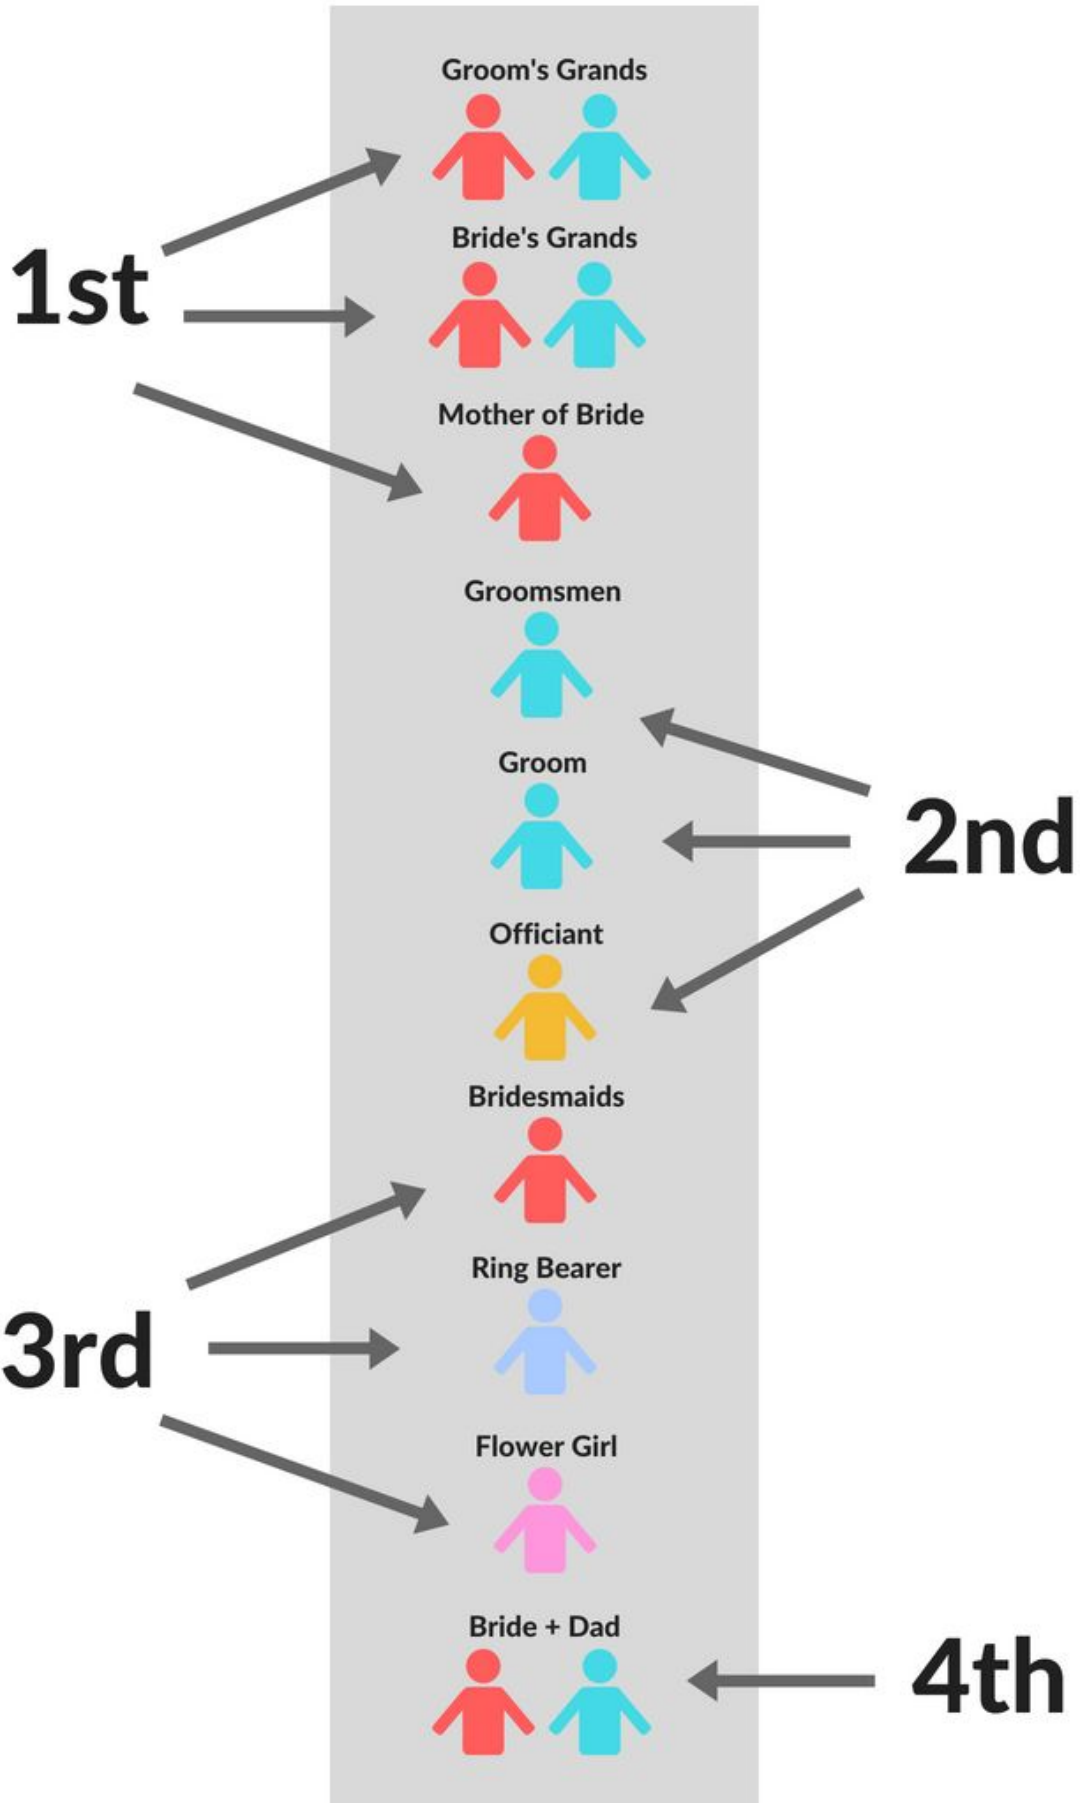 Groom's Grands
Bride's Grands
1st
Mother of Bride
Groomsmen
Groom
2nd
Officiant
Bridesmaids
Ring Bearer
3rd
Flower Girl
Bride + Dad
4th